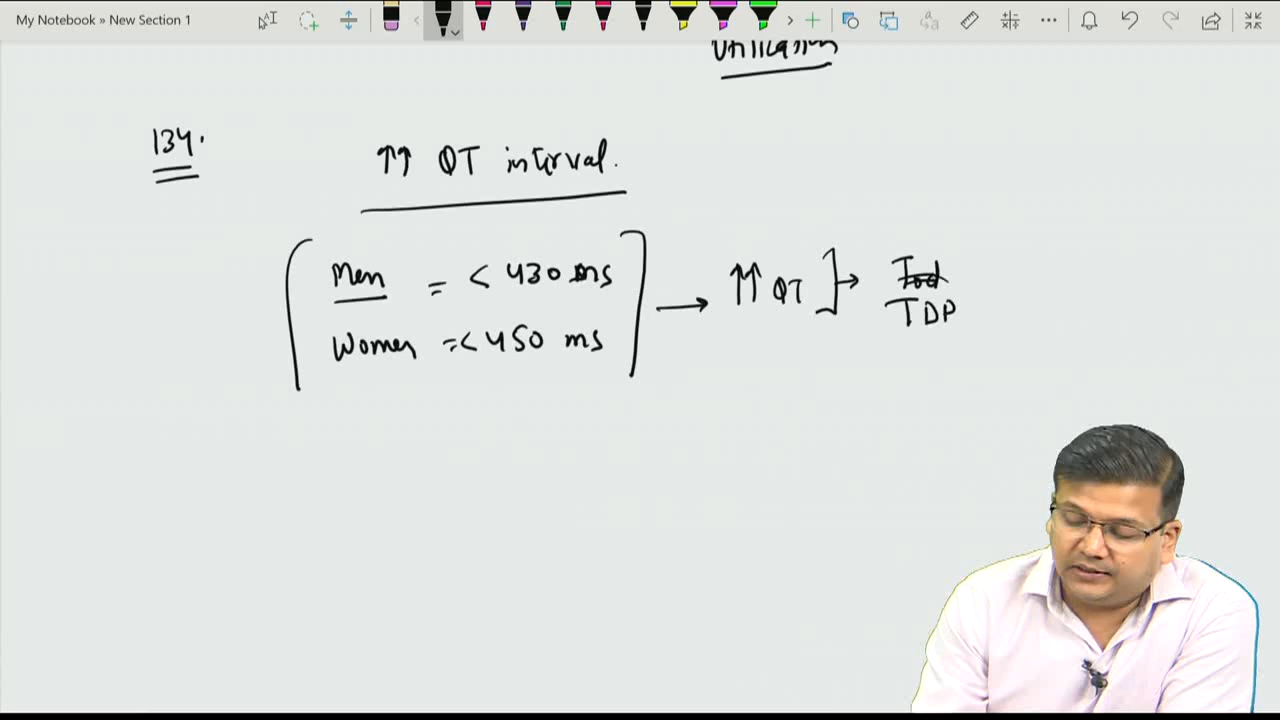 My Notebook » New Section 1
134.
↑↑ QT interval.
Men = < 430 ms
Women = < 450 ms
→ ↑↑ QT } →
TDP